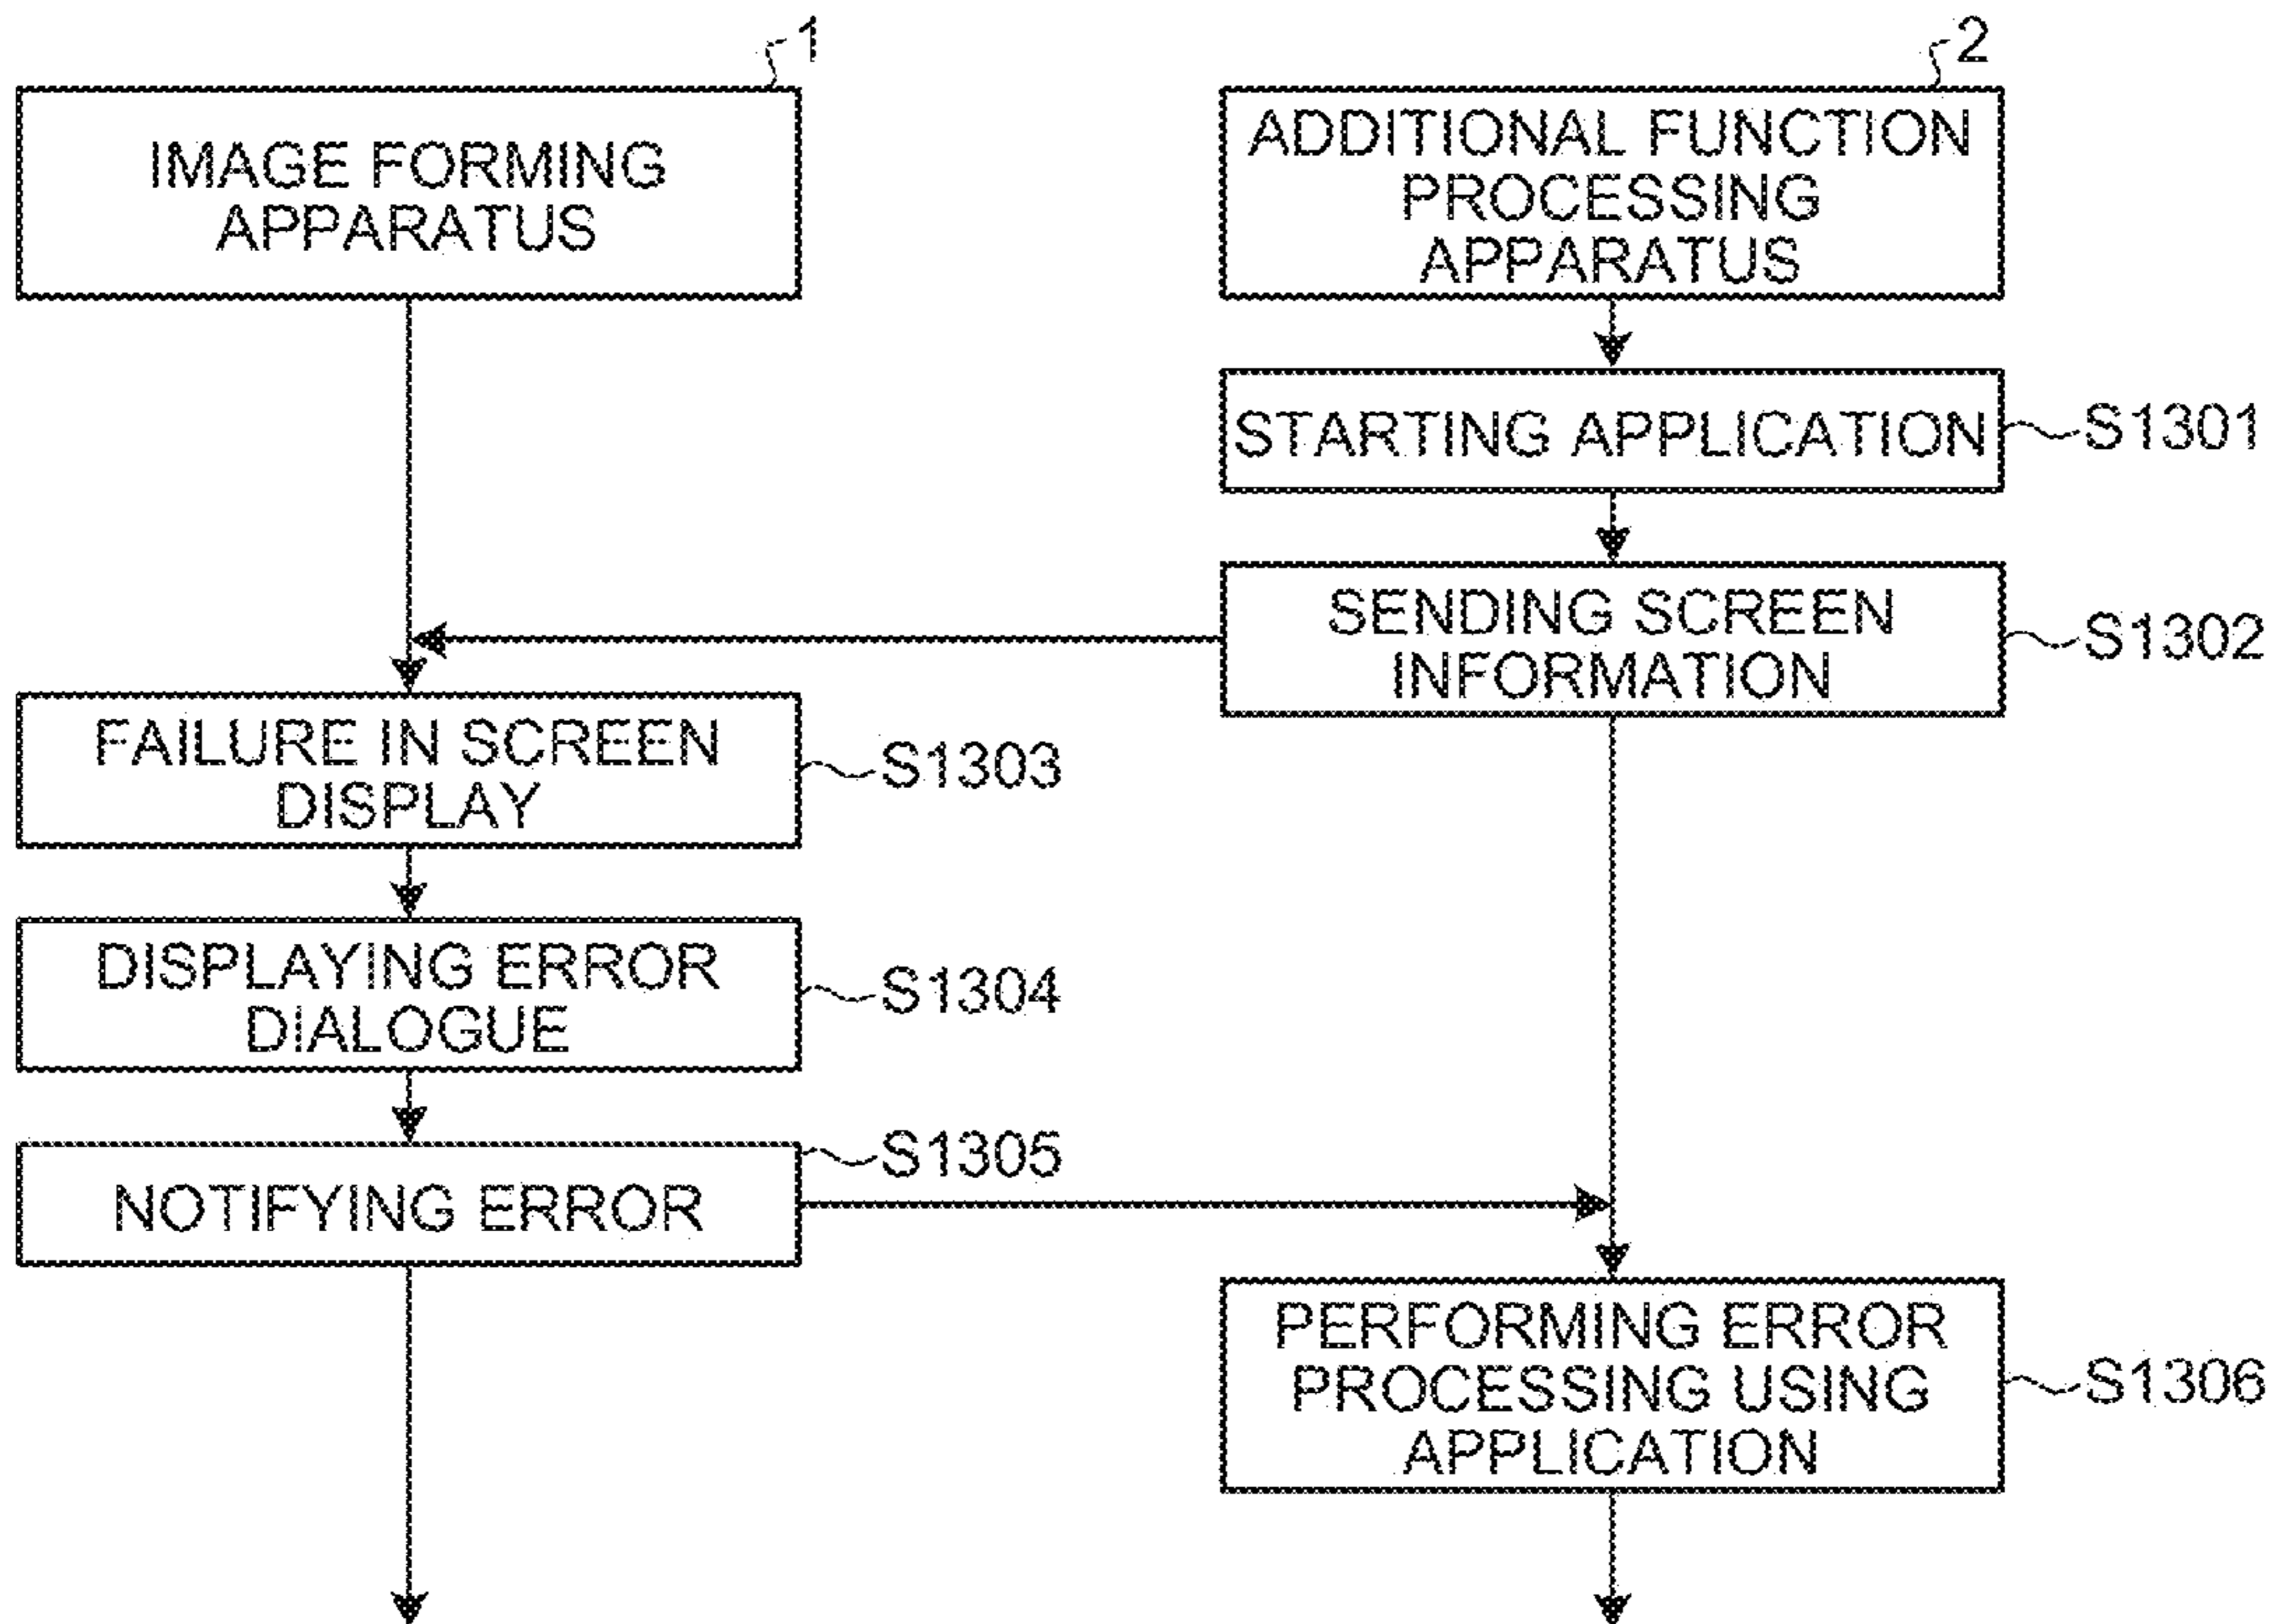 1
IMAGE FORMING
APPARATUS
2
ADDITIONAL FUNCTION
PROCESSING
APPARATUS
STARTING APPLICATION
S1301
SENDING SCREEN
INFORMATION
S1302
FAILURE IN SCREEN
DISPLAY
S1303
DISPLAYING ERROR
DIALOGUE
S1304
NOTIFYING ERROR
S1305
PERFORMING ERROR
PROCESSING USING
APPLICATION
S1306